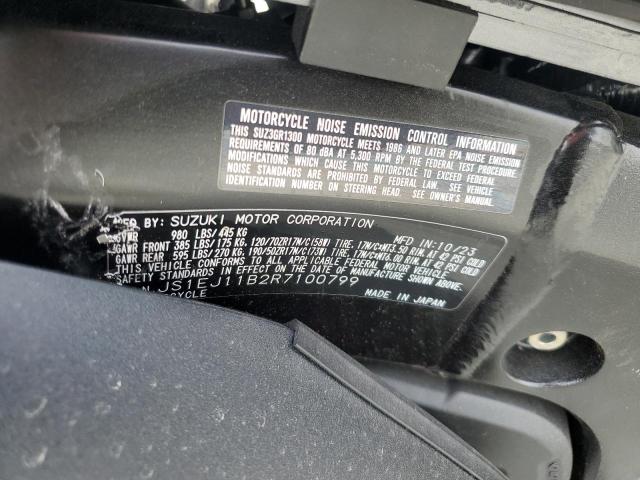 MOTORCYCLE NOISE EMISSION CONTROL INFORMATION
THIS SUZ3GR1300 MOTORCYCLE MEETS 1986 AND LATER EPA NOISE EMISSION
REQUIREMENTS OF 80 dBA AT 5,300 RPM BY THE FEDERAL TEST PROCEDURE.
MODIFICATIONS WHICH CAUSE THIS MOTORCYCLE TO EXCEED FEDERAL NOISE
STANDARDS ARE PROHIBITED BY FEDERAL LAW. SEE VEHICLE
IDENTIFICATION NUMBER ON STEERING HEAD. SEE OWNERS MANUAL.
MFD BY: SUZUKI MOTOR CORPORATION
GVWR 980 LBS/445 KG MFD IN:10/23
GAWR FRONT 385 LBS/175 KG, 120/70ZR17M/C(58W) TIRE, 17M/CxMT3.50 RIM, AT 42 PSI COLD
GAWR REAR 595 LBS/270 KG, 190/50ZR17M/C(73W) TIRE, 17M/CxMT6.00 RIM, AT 42 PSI COLD
THIS VEHICLE CONFORMS TO ALL APPLICABLE FEDERAL MOTOR VEHICLE
SAFETY STANDARDS IN EFFECT ON THE DATE OF MANUFACTURE SHOWN ABOVE
JS1EJ11B2R7100799
MADE IN JAPAN